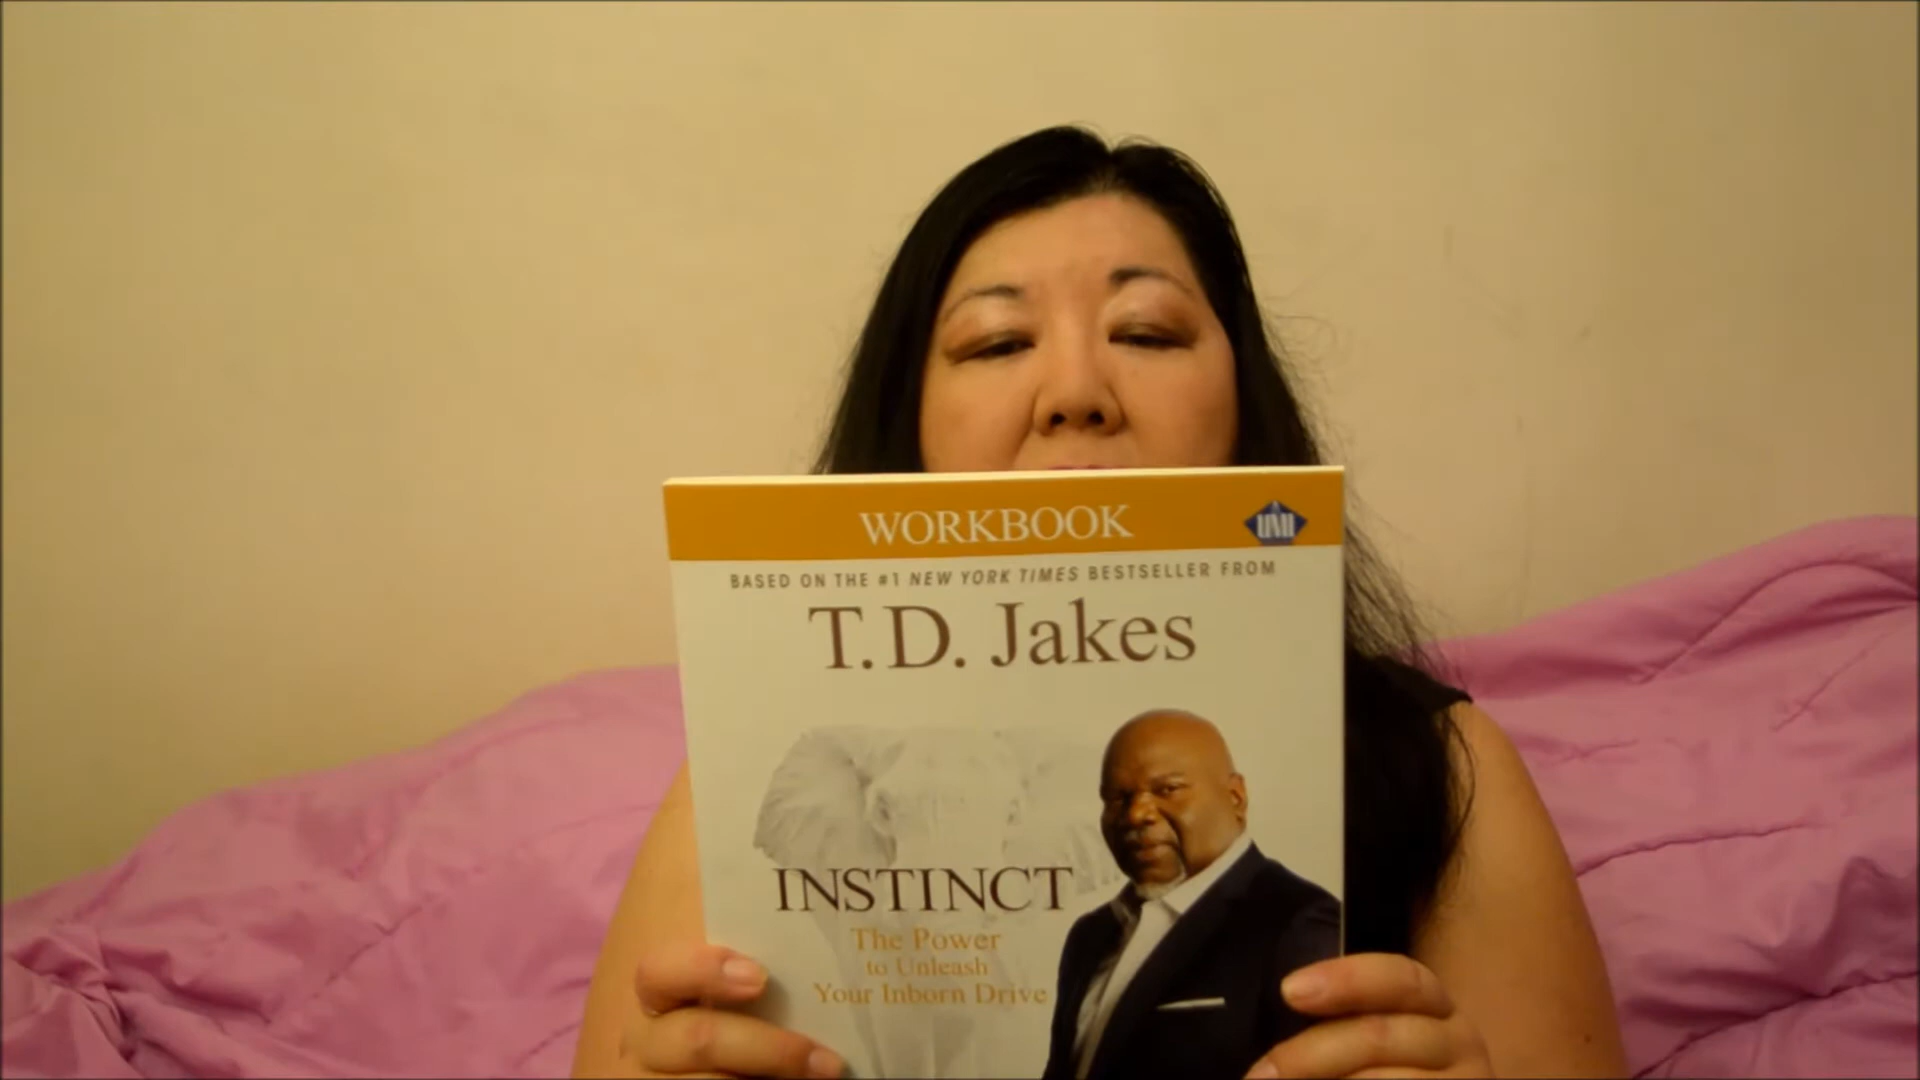 WORKBOOK
UMI
BASED ON THE #1 NEW YORK TIMES BESTSELLER FROM
T.D. Jakes
INSTINCT
The Power
to Unleash
Your Inborn Drive